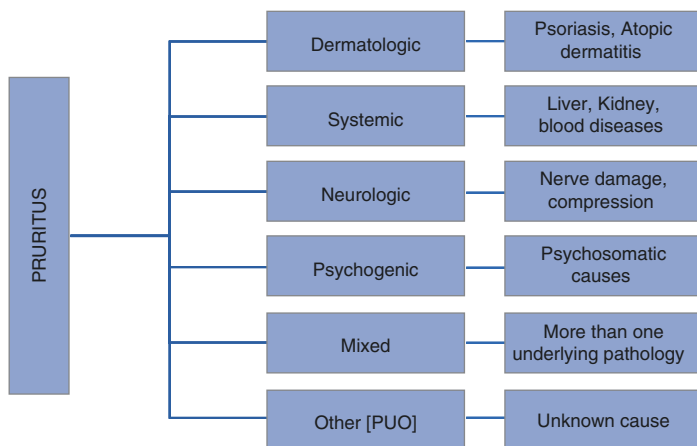 PRURITUS
Dermatologic
Psoriasis, Atopic
dermatitis
Systemic
Liver, Kidney,
blood diseases
Neurologic
Nerve damage,
compression
Psychogenic
Psychosomatic
causes
Mixed
More than one
underlying pathology
Other [PUO]
Unknown cause